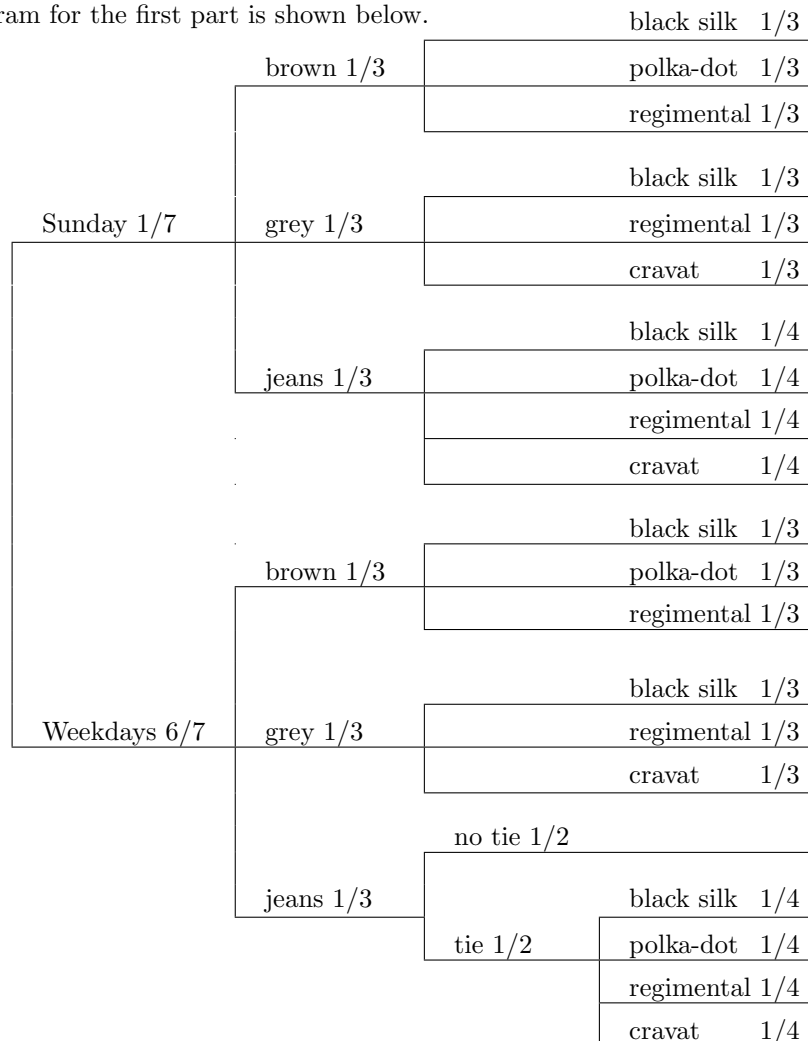 ram for the first part is shown below.
black silk 1/3
brown 1/3 polka-dot 1/3
regimental 1/3
black silk 1/3
Sunday 1/7 grey 1/3 regimental 1/3
cravat 1/3
black silk 1/4
jeans 1/3 polka-dot 1/4
regimental 1/4
cravat 1/4
black silk 1/3
brown 1/3 polka-dot 1/3
regimental 1/3
black silk 1/3
Weekdays 6/7 grey 1/3 regimental 1/3
cravat 1/3
no tie 1/2
jeans 1/3 black silk 1/4
tie 1/2 polka-dot 1/4
regimental 1/4
cravat 1/4